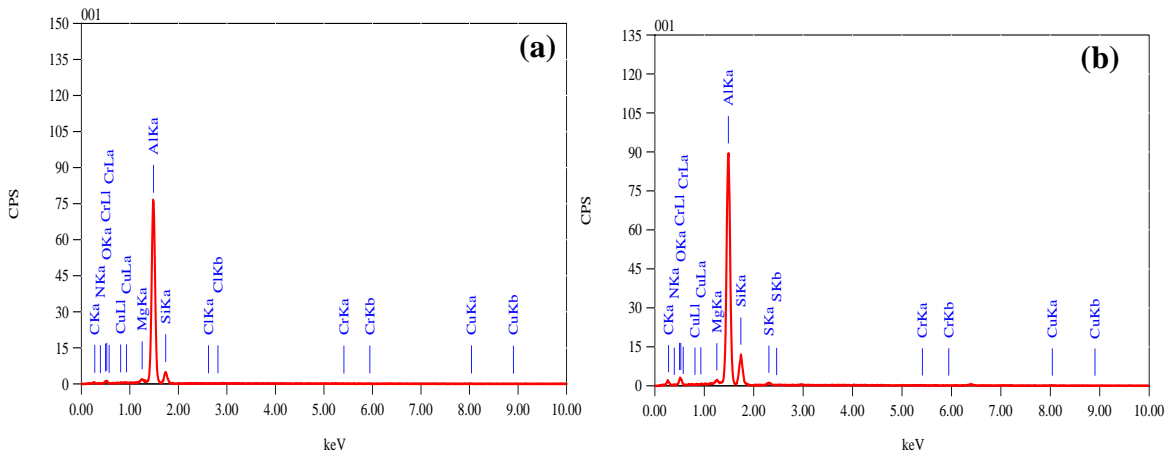 001
(a)
CPS
150
135
120
105
90
75
60
45
30
15
0
CKa
NKa
OKa
CrLl
CrLa
CuLl
CuLa
MgKa
AlKa
SiKa
ClKa
ClKb
CrKa
CrKb
CuKa
CuKb
0.00 1.00 2.00 3.00 4.00 5.00 6.00 7.00 8.00 9.00 10.00
keV
001
(b)
CPS
135
120
105
90
75
60
45
30
15
0
CKa
NKa
OKa
CrLl
CrLa
CuLl
CuLa
MgKa
AlKa
SiKa
SKa
SKb
CrKa
CrKb
CuKa
CuKb
0.00 1.00 2.00 3.00 4.00 5.00 6.00 7.00 8.00 9.00 10.00
keV